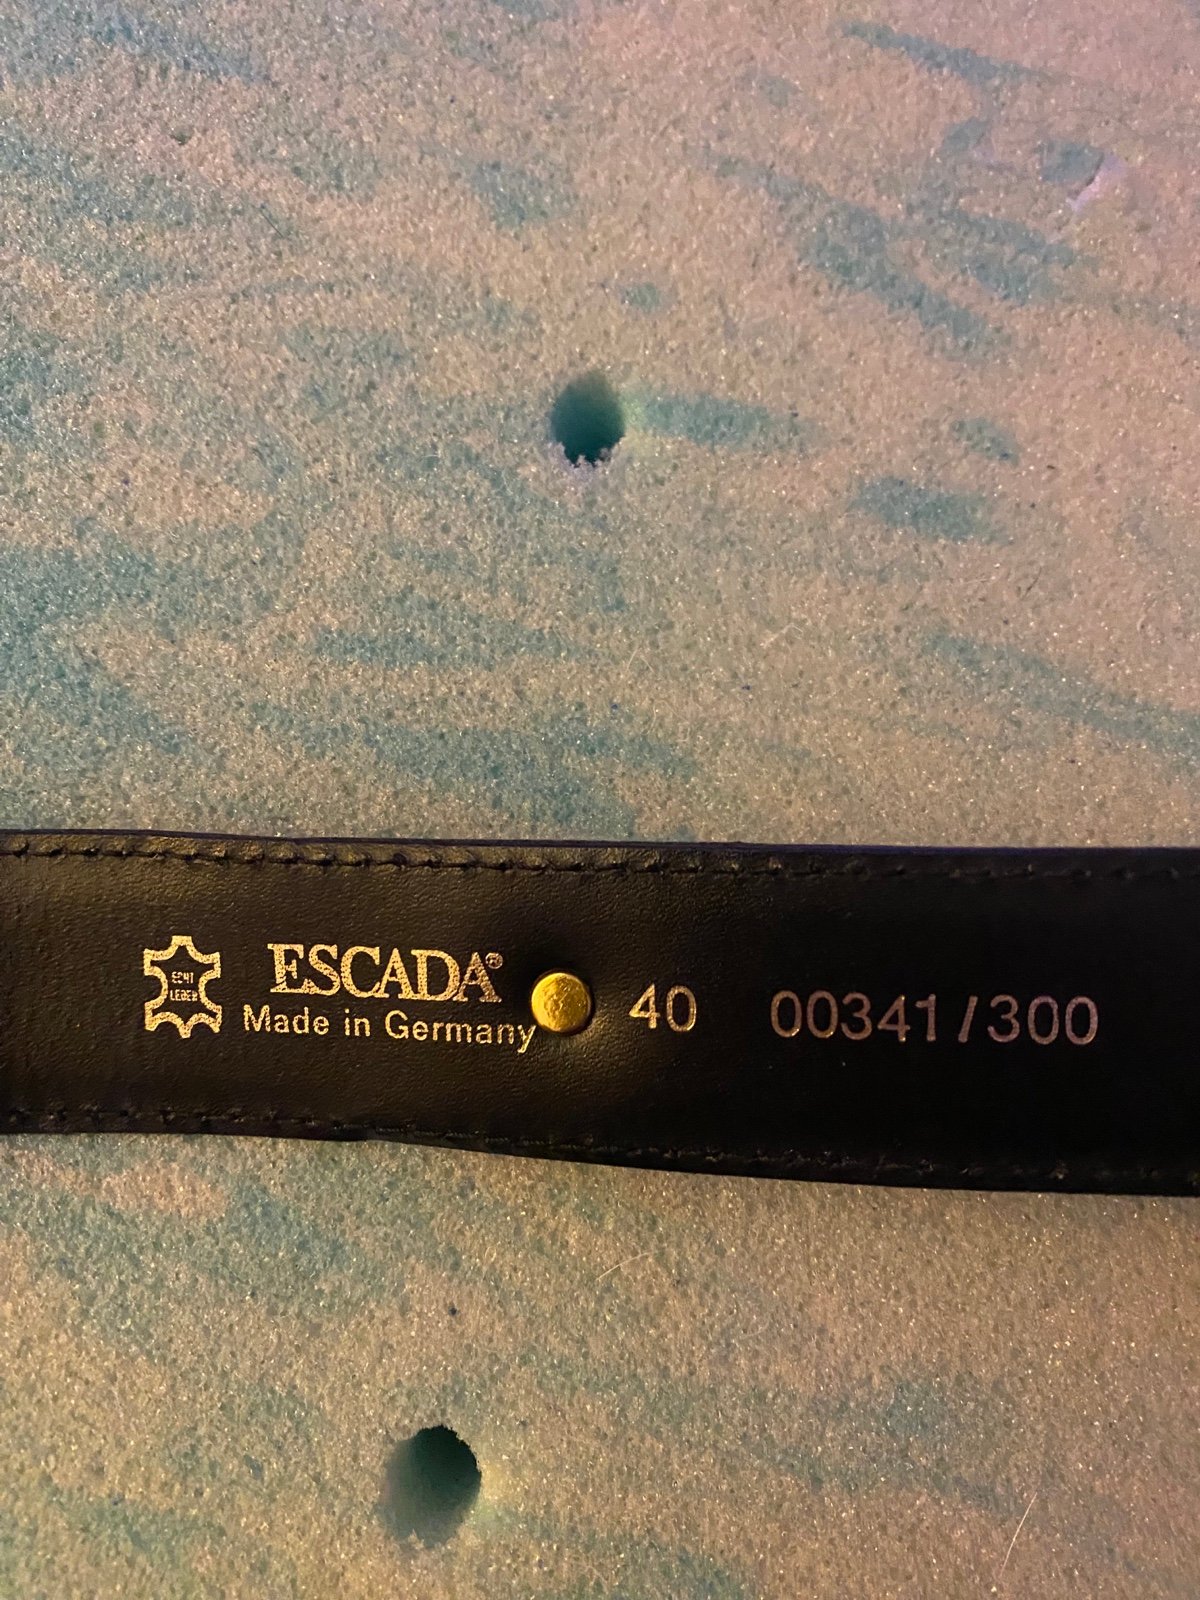 ECHT
LEDER
ESCADA®
Made in Germany
40
00341/300